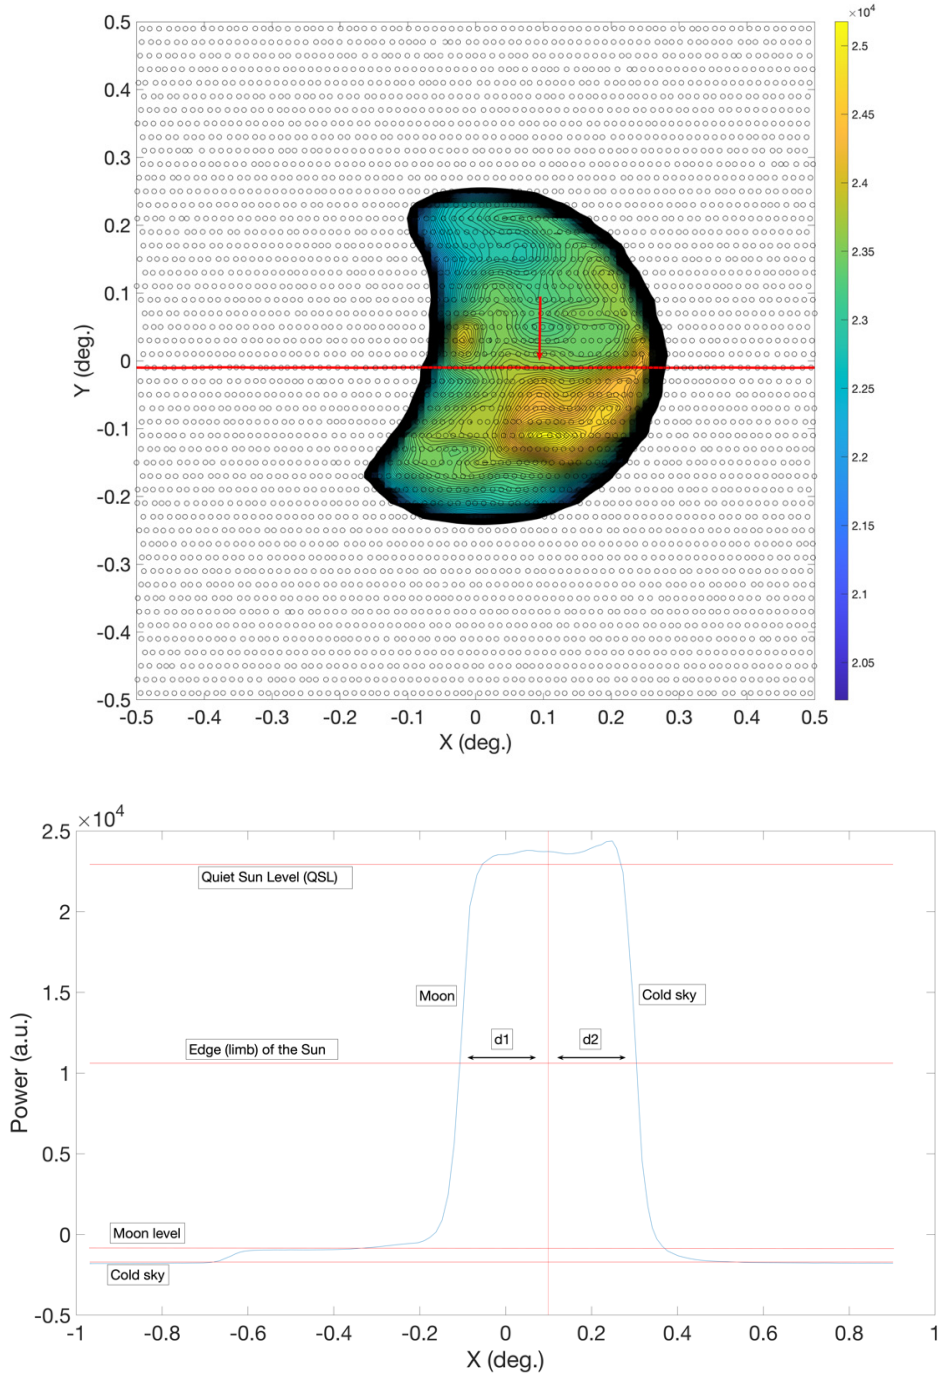 ×10⁴
0.5
0.4
0.3
0.2
0.1
0
-0.1
-0.2
-0.3
-0.4
-0.5
Y (deg.)
-0.5 -0.4 -0.3 -0.2 -0.1 0 0.1 0.2 0.3 0.4 0.5
X (deg.)
2.5
2.45
2.4
2.35
2.3
2.25
2.2
2.15
2.1
2.05
×10⁴
2.5
2
1.5
1
0.5
0
-0.5
Power (a.u.)
Quiet Sun Level (QSL)
Moon
Cold sky
Edge (limb) of the Sun
d1
d2
Moon level
Cold sky
-1 -0.8 -0.6 -0.4 -0.2 0 0.2 0.4 0.6 0.8 1
X (deg.)